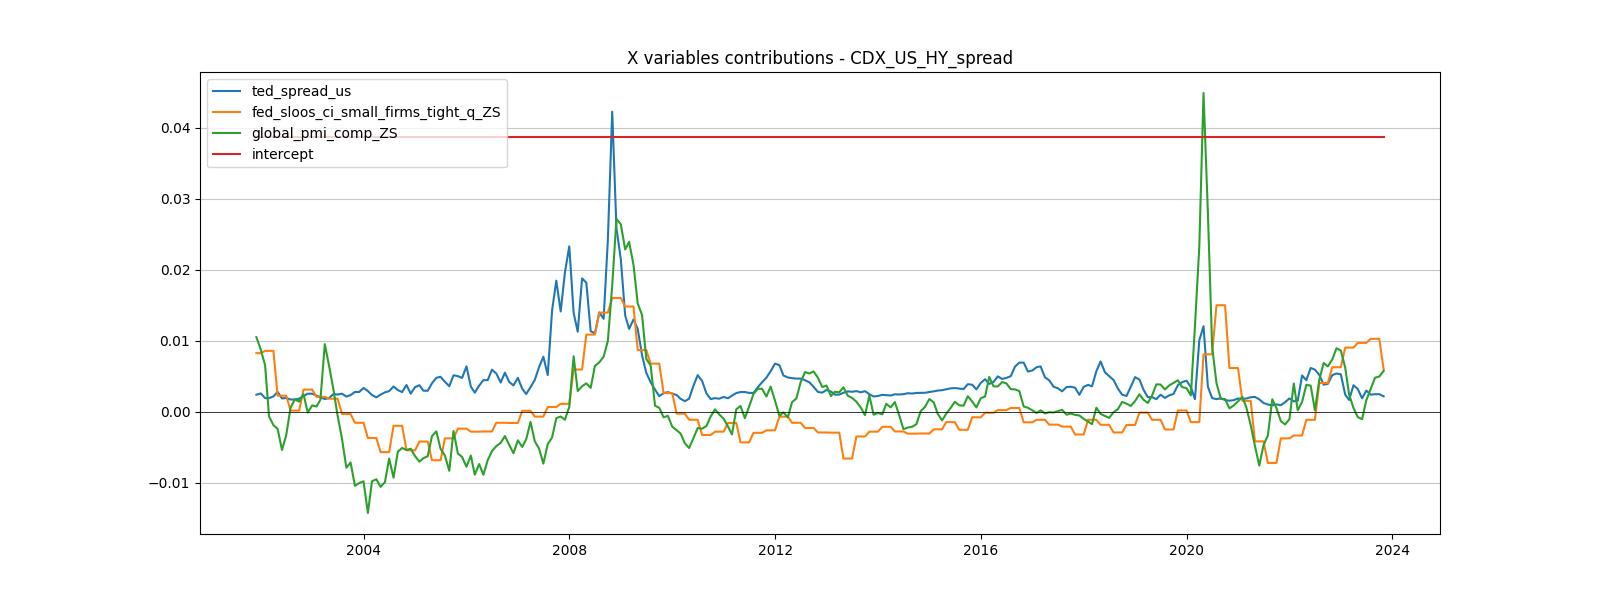 X variables contributions - CDX_US_HY_spread
ted_spread_us
fed_sloos_ci_small_firms_tight_q_ZS
global_pmi_comp_ZS
intercept
0.04
0.03
0.02
0.01
0.00
−0.01
2004 2008 2012 2016 2020 2024